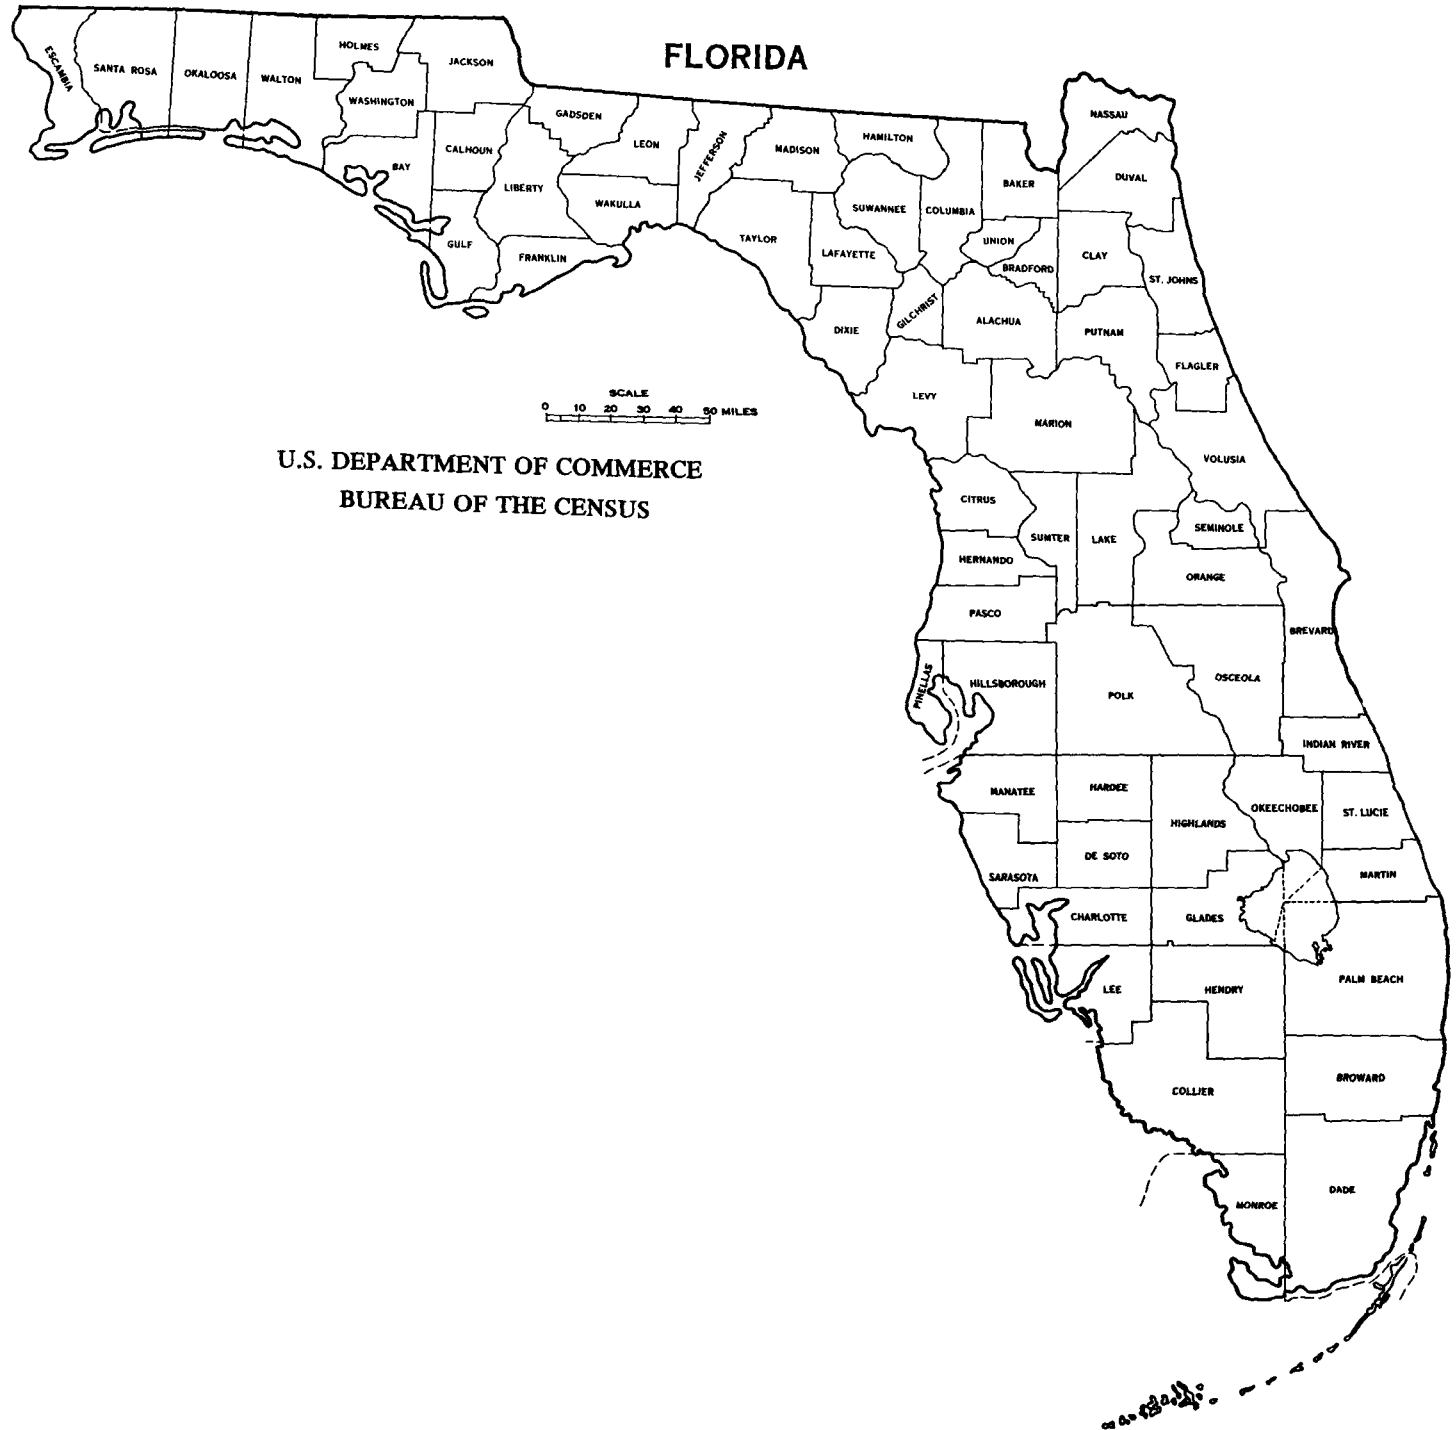 FLORIDA
ESCAMBIA
SANTA ROSA
OKALOOSA
WALTON
HOLMES
JACKSON
WASHINGTON
BAY
CALHOUN
GULF
GADSDEN
LIBERTY
FRANKLIN
LEON
WAKULLA
JEFFERSON
MADISON
TAYLOR
HAMILTON
SUWANNEE
LAFAYETTE
DIXIE
COLUMBIA
GILCHRIST
BAKER
UNION
BRADFORD
ALACHUA
LEVY
NASSAU
DUVAL
CLAY
ST. JOHNS
PUTNAM
FLAGLER
MARION
VOLUSIA
SCALE
0 10 20 30 40 50 MILES
U.S. DEPARTMENT OF COMMERCE
BUREAU OF THE CENSUS
CITRUS
SUMTER
LAKE
SEMINOLE
HERNANDO
ORANGE
PASCO
BREVARD
PINELLAS
HILLSBOROUGH
POLK
OSCEOLA
INDIAN RIVER
MANATEE
HARDEE
HIGHLANDS
OKEECHOBEE
ST. LUCIE
SARASOTA
DE SOTO
MARTIN
CHARLOTTE
GLADES
LEE
HENDRY
PALM BEACH
COLLIER
BROWARD
MONROE
DADE